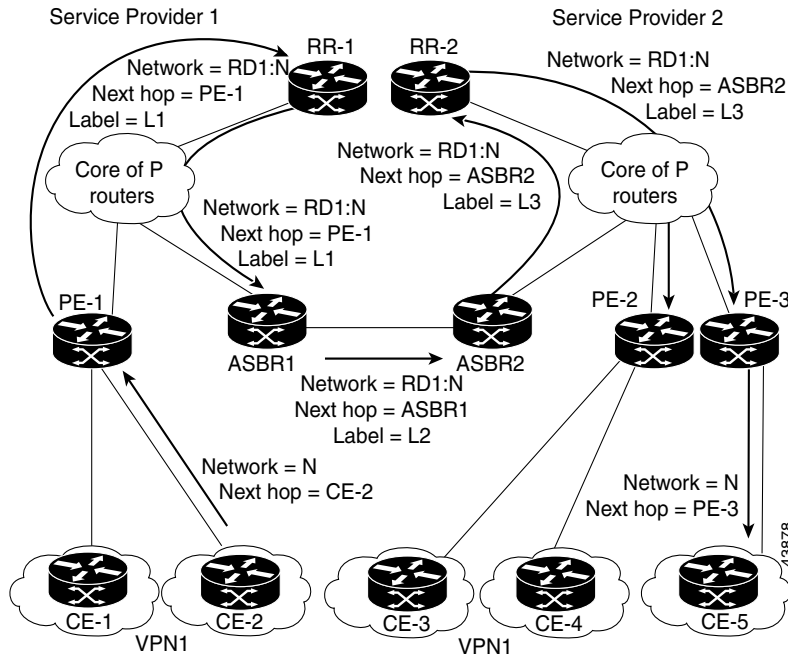 Service Provider 1
Service Provider 2
RR-1
RR-2
Network = RD1:N
Next hop = PE-1
Label = L1
Network = RD1:N
Next hop = ASBR2
Label = L3
Core of P
routers
Network = RD1:N
Next hop = ASBR2
Label = L3
Core of P
routers
Network = RD1:N
Next hop = PE-1
Label = L1
PE-1
ASBR1
ASBR2
PE-2
PE-3
Network = RD1:N
Next hop = ASBR1
Label = L2
Network = N
Next hop = CE-2
Network = N
Next hop = PE-3
43878
CE-1
CE-2
CE-3
CE-4
CE-5
VPN1
VPN1